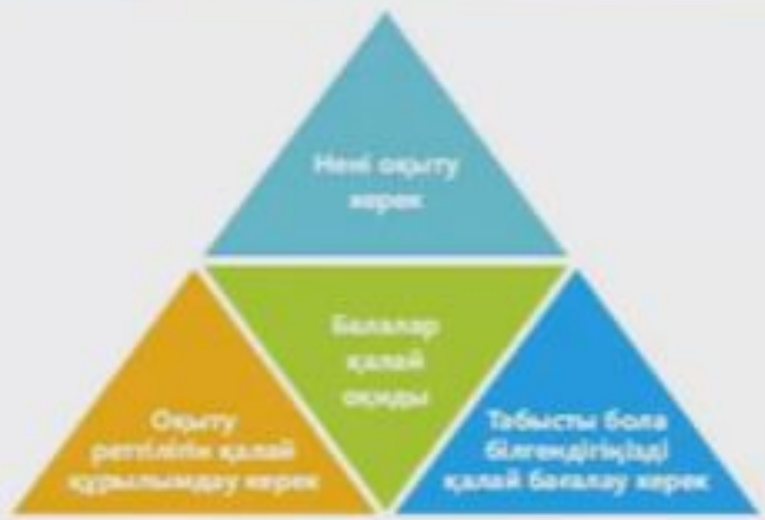 Нені оқыту
керек
Балалар
қалай
оқиды
Оқыту
реттілігін қалай
құрылымдау керек
Табысты бола
білгендігіңізді
қалай бағалау керек